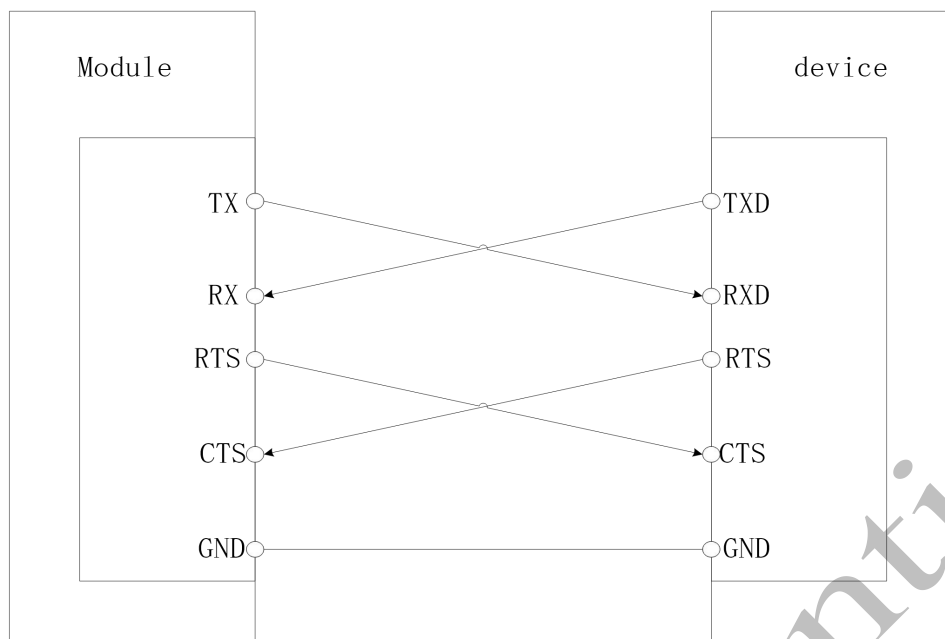 Module device
TX TXD
RX RXD
RTS RTS
CTS CTS
GND GND